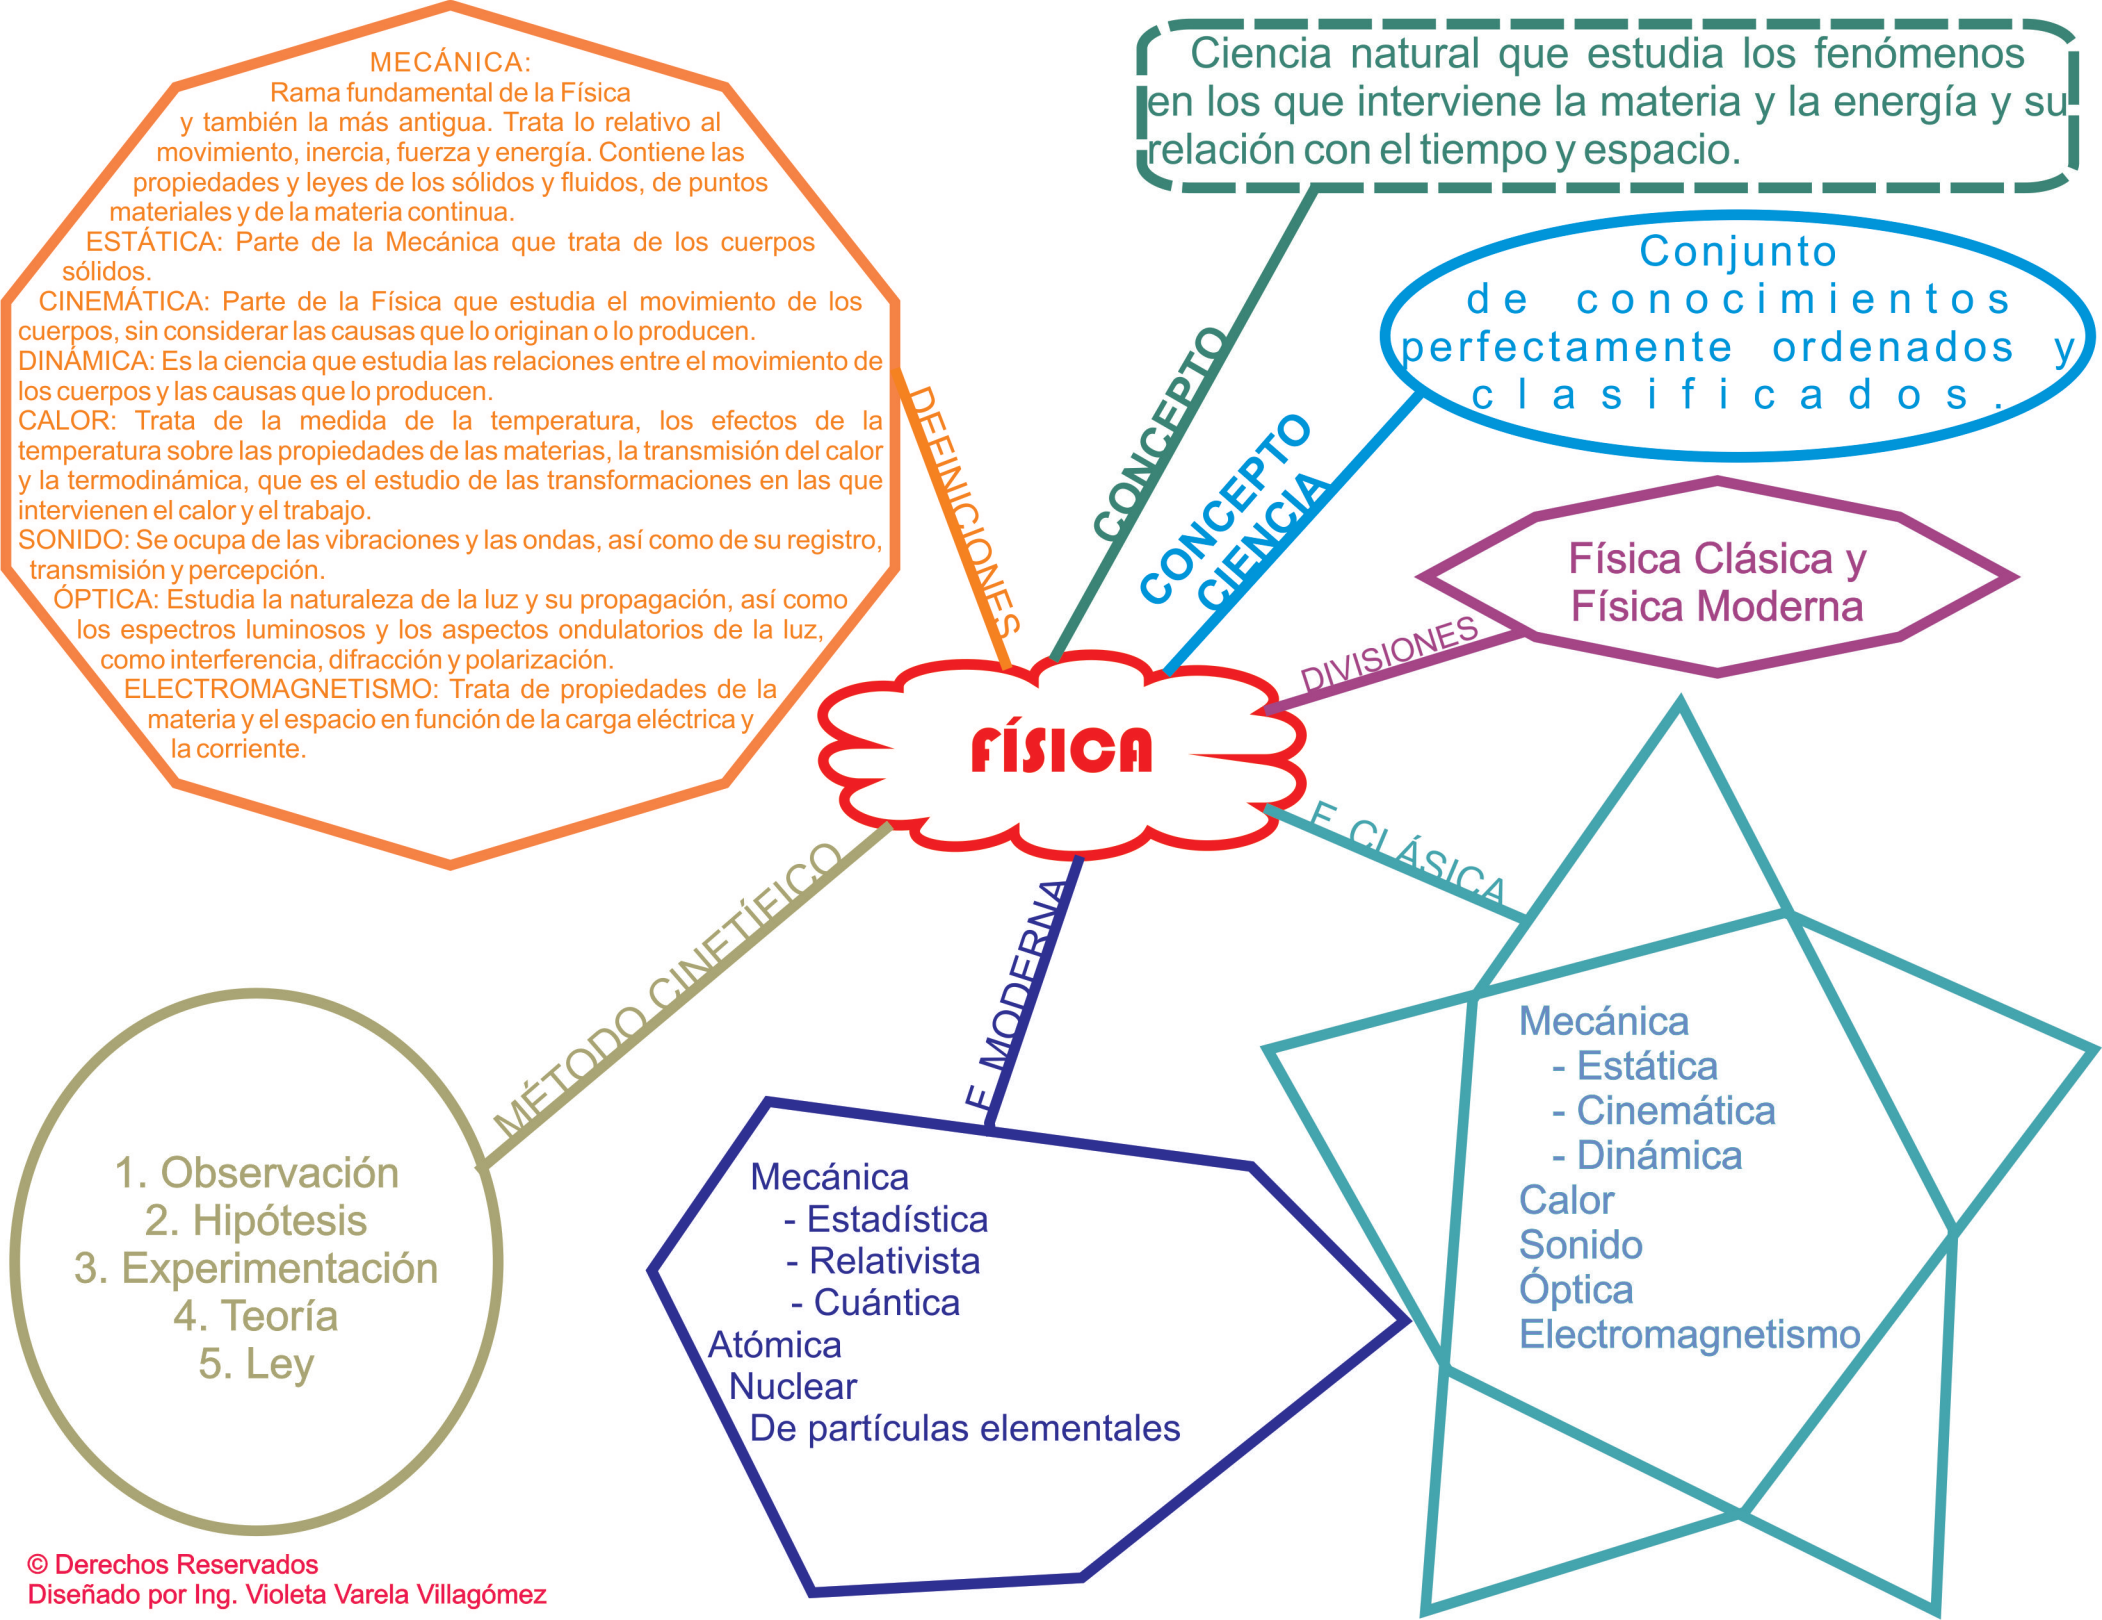 MECÁNICA:
Rama fundamental de la Física
y también la más antigua. Trata lo relativo al
movimiento, inercia, fuerza y energía. Contiene las
propiedades y leyes de los sólidos y fluidos, de puntos
materiales y de la materia continua.
ESTÁTICA: Parte de la Mecánica que trata de los cuerpos
sólidos.
CINEMÁTICA: Parte de la Física que estudia el movimiento de los
cuerpos, sin considerar las causas que lo originan o lo producen.
DINÁMICA: Es la ciencia que estudia las relaciones entre el movimiento de
los cuerpos y las causas que lo producen.
CALOR: Trata de la medida de la temperatura, los efectos de la
temperatura sobre las propiedades de las materias, la transmisión del calor
y la termodinámica, que es el estudio de las transformaciones en las que
intervienen el calor y el trabajo.
SONIDO: Se ocupa de las vibraciones y las ondas, así como de su registro,
transmisión y percepción.
ÓPTICA: Estudia la naturaleza de la luz y su propagación, así como
los espectros luminosos y los aspectos ondulatorios de la luz,
como interferencia, difracción y polarización.
ELECTROMAGNETISMO: Trata de propiedades de la
materia y el espacio en función de la carga eléctrica y
la corriente.
DEFINICIONES
Ciencia natural que estudia los fenómenos
en los que interviene la materia y la energía y su
relación con el tiempo y espacio.
CONCEPTO
Conjunto
de conocimientos
perfectamente ordenados y
clasificados.
CONCEPTO
CIENCIA
Física Clásica y
Física Moderna
DIVISIONES
FÍSICA
F. CLÁSICA
Mecánica
- Estática
- Cinemática
- Dinámica
Calor
Sonido
Óptica
Electromagnetismo
F. MODERNA
Mecánica
- Estadística
- Relativista
- Cuántica
Atómica
Nuclear
De partículas elementales
MÉTODO CINETÍFICO
1. Observación
2. Hipótesis
3. Experimentación
4. Teoría
5. Ley
© Derechos Reservados
Diseñado por Ing. Violeta Varela Villagómez